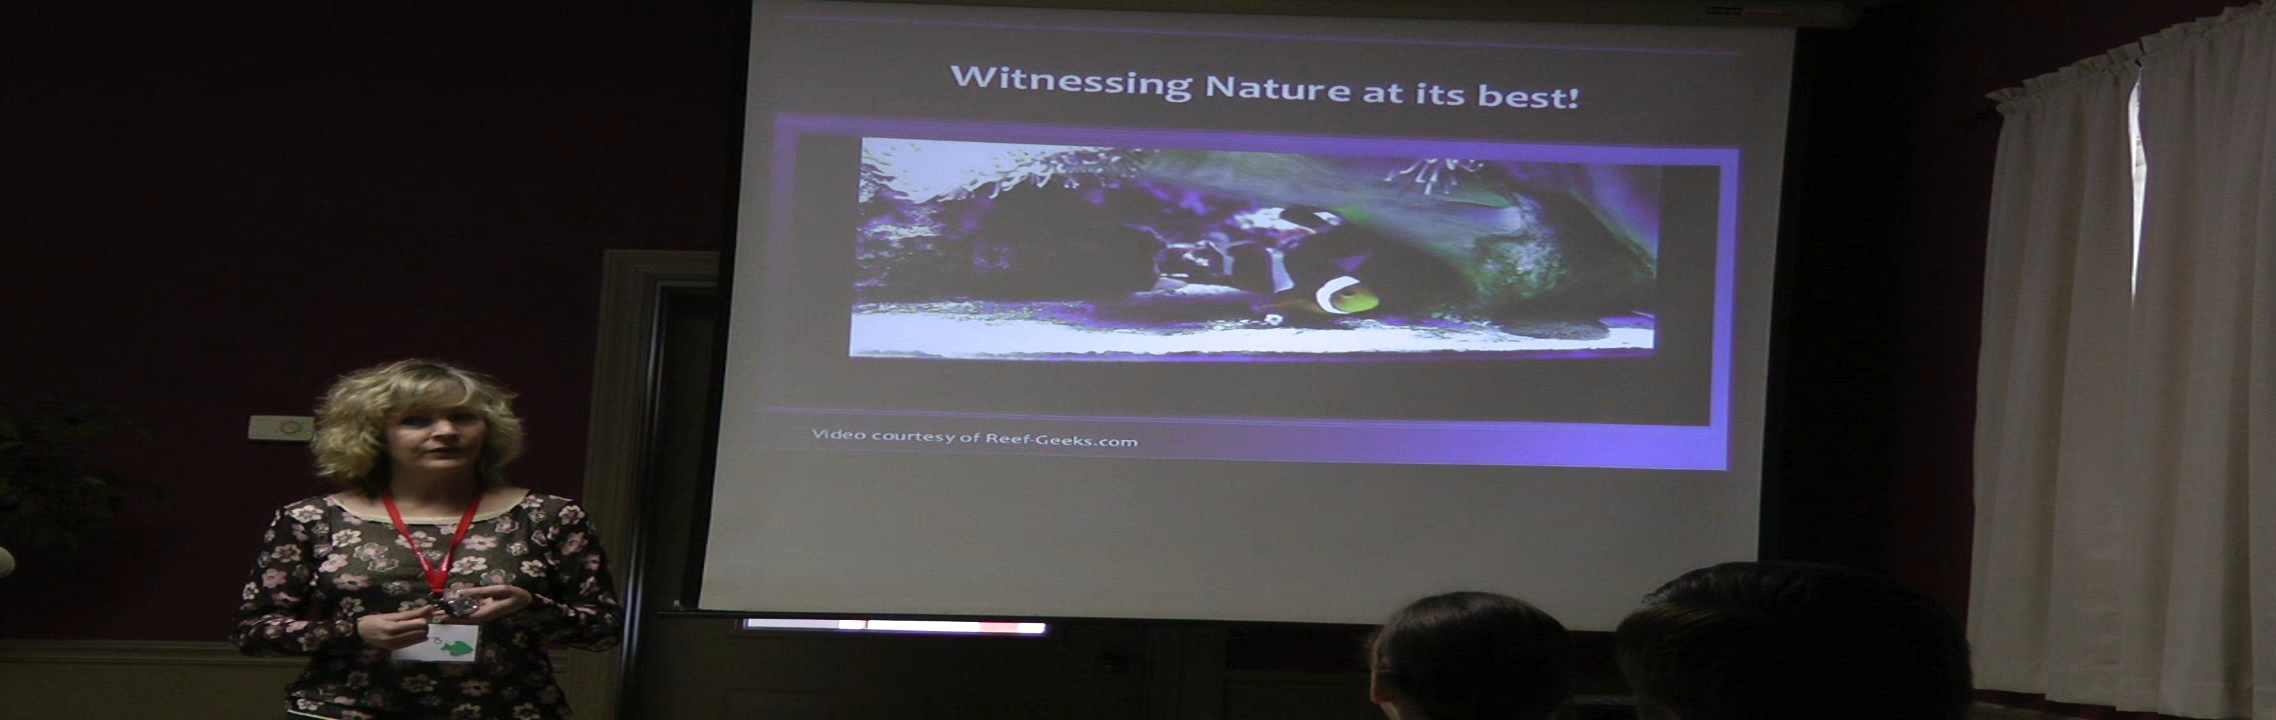 Witnessing Nature at its best!
Video courtesy of Reef-Geeks.com